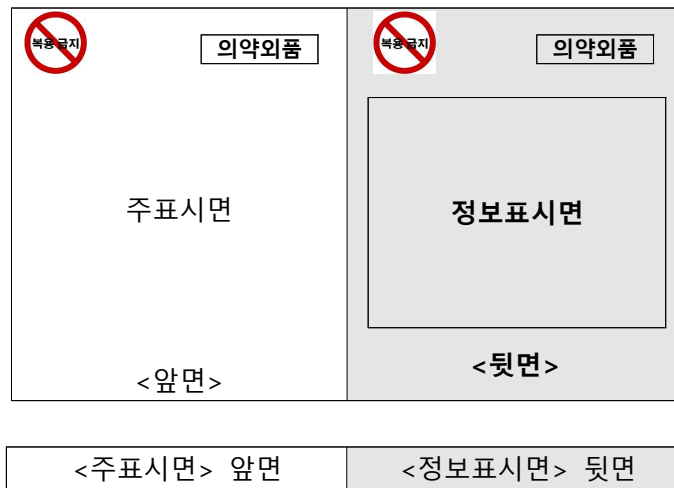 복용금지
의약외품
주표시면
<앞면>
복용금지
의약외품
정보표시면
<뒷면>
<주표시면> 앞면
<정보표시면> 뒷면